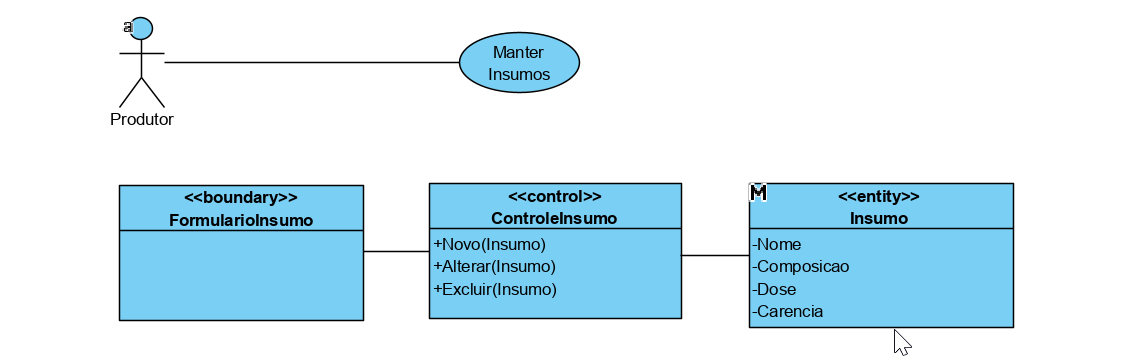 a
Produtor
Manter
Insumos
<<boundary>>
FormularioInsumo
<<control>>
ControleInsumo
+Novo(Insumo)
+Alterar(Insumo)
+Excluir(Insumo)
M
<<entity>>
Insumo
-Nome
-Composicao
-Dose
-Carencia